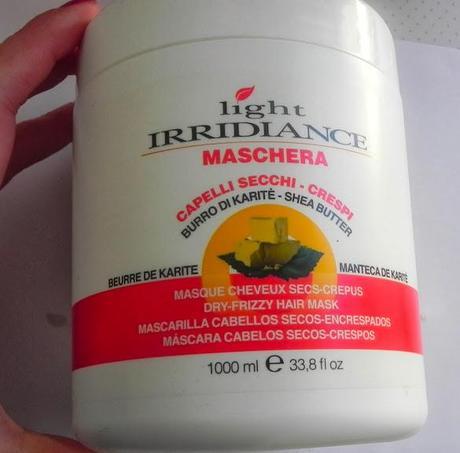 light
IRRIDIANCE
MASCHERA
CAPELLI SECCHI - CRESPI
BURRO DI KARITÈ - SHEA BUTTER
BEURRE DE KARITE
MANTECA DE KARITÈ
MASQUE CHEVEUX SECS-CREPUS
DRY-FRIZZY HAIR MASK
MASCARILLA CABELLOS SECOS-ENCRESPADOS
MÁSCARA CABELOS SECOS-CRESPOS
1000 ml e 33,8 fl oz